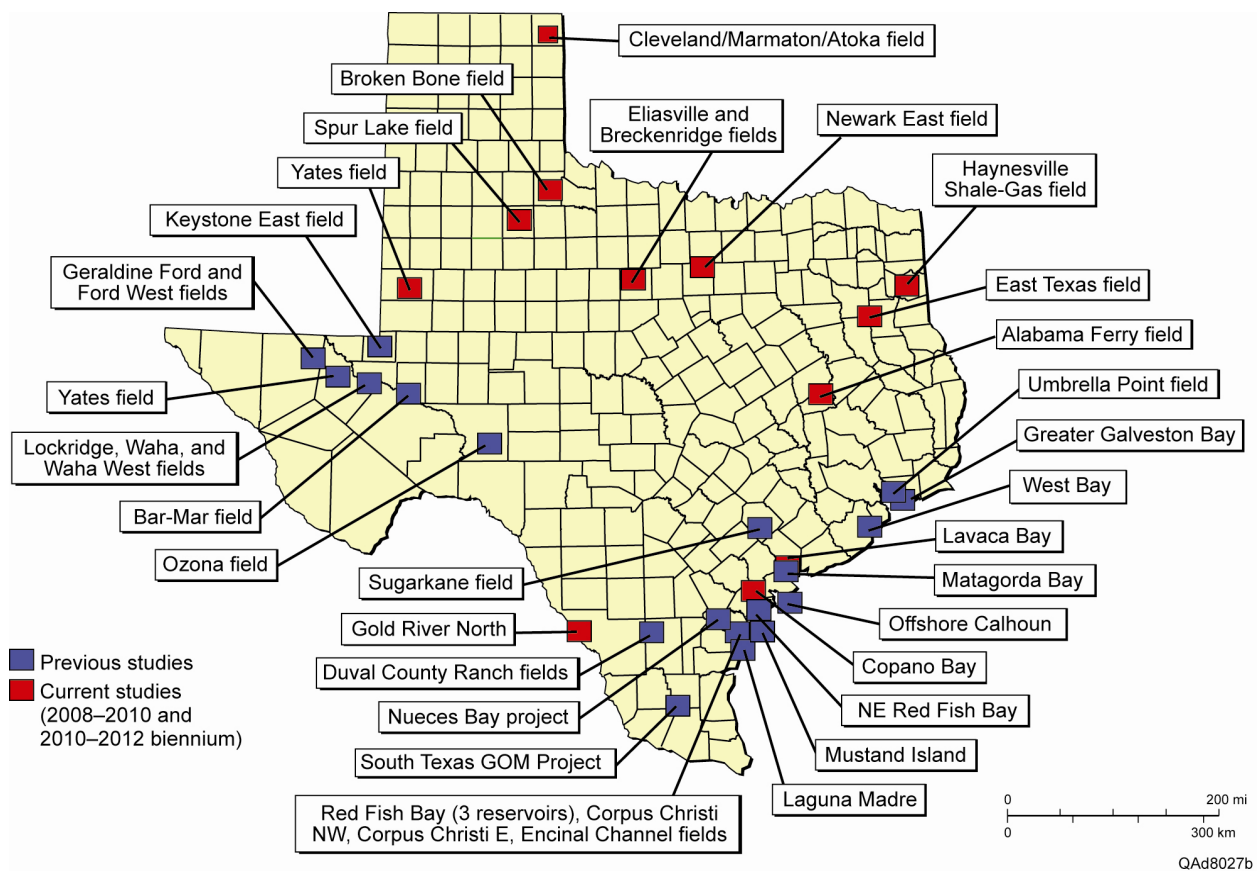 Cleveland/Marmaton/Atoka field
Broken Bone field
Eliasville and
Breckenridge fields
Newark East field
Spur Lake field
Haynesville
Shale-Gas field
Yates field
Keystone East field
Geraldine Ford and
Ford West fields
East Texas field
Alabama Ferry field
Yates field
Umbrella Point field
Lockridge, Waha, and
Waha West fields
Greater Galveston Bay
West Bay
Bar-Mar field
Lavaca Bay
Ozona field
Sugarkane field
Matagorda Bay
Gold River North
Offshore Calhoun
Duval County Ranch fields
Copano Bay
Nueces Bay project
NE Red Fish Bay
South Texas GOM Project
Mustand Island
Red Fish Bay (3 reservoirs), Corpus Christi
NW, Corpus Christi E, Encinal Channel fields
Laguna Madre
Previous studies
Current studies
(2008–2010 and
2010–2012 biennium)
0 200 mi
0 300 km
QAd8027b